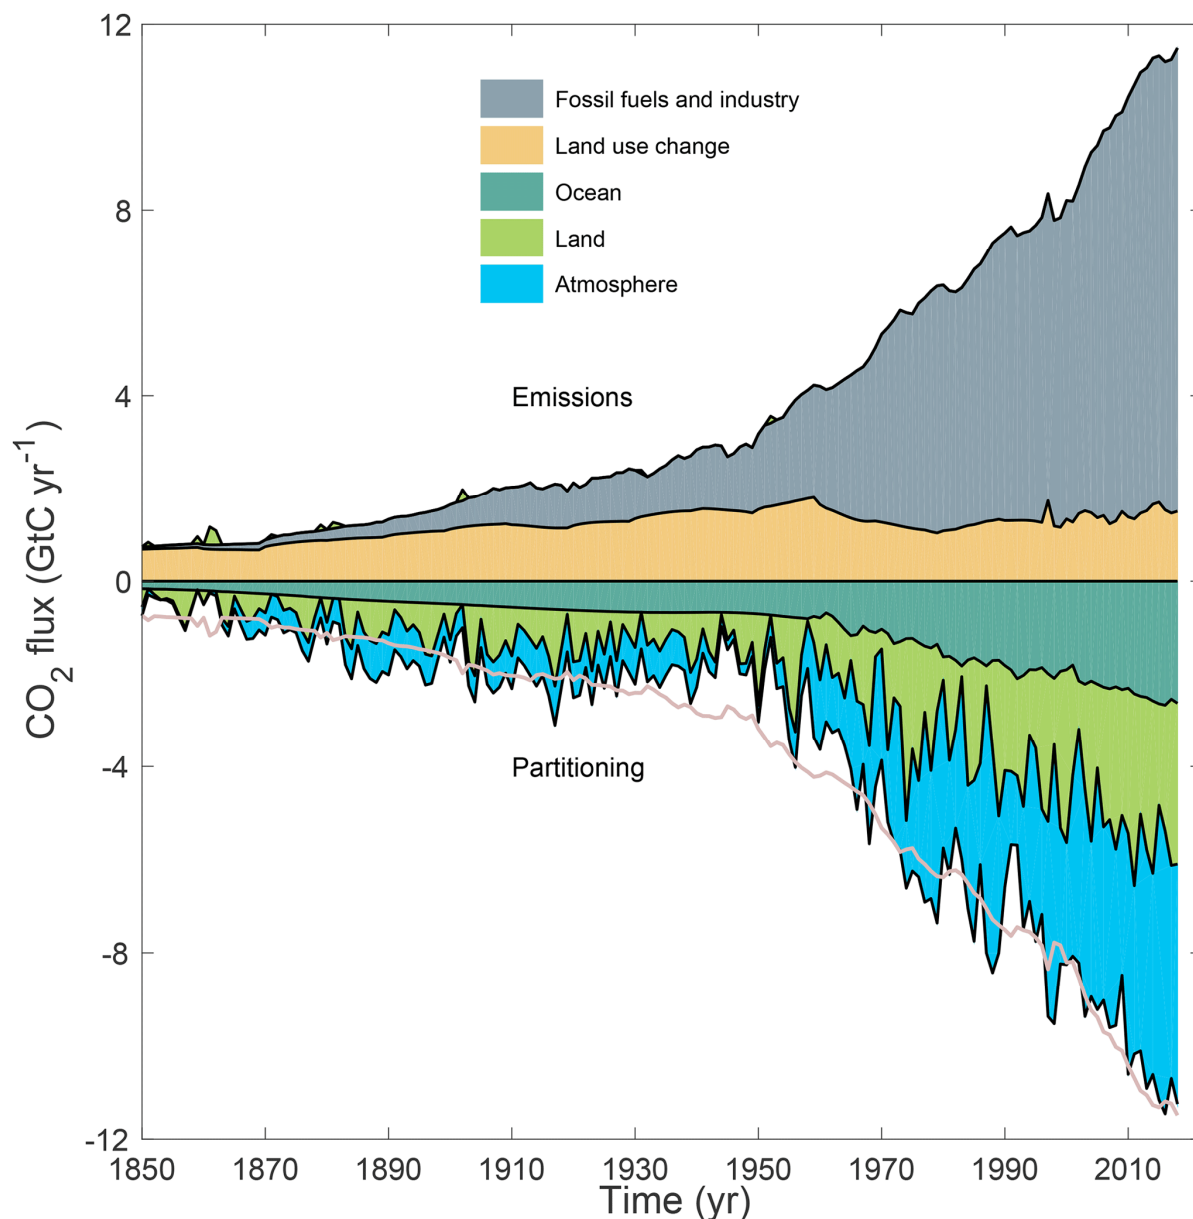 12
8
4
0
-4
-8
-12
CO2 flux (GtC yr-1)
Fossil fuels and industry
Land use change
Ocean
Land
Atmosphere
Emissions
Partitioning
1850 1870 1890 1910 1930 1950 1970 1990 2010
Time (yr)